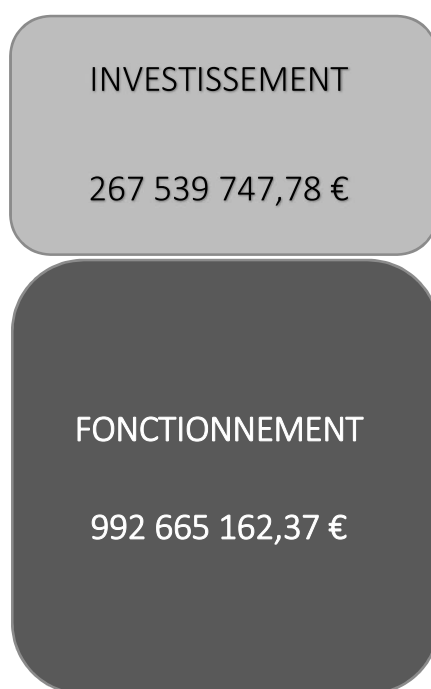 INVESTISSEMENT
267 539 747,78 €
FONCTIONNEMENT
992 665 162,37 €